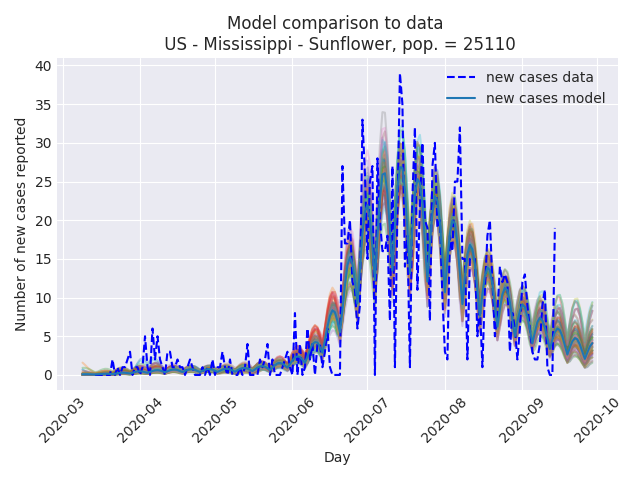 Model comparison to data
US - Mississippi - Sunflower, pop. = 25110
new cases data
new cases model
Number of new cases reported
40
35
30
25
20
15
10
5
0
2020-03
2020-04
2020-05
2020-06
2020-07
2020-08
2020-09
2020-10
Day